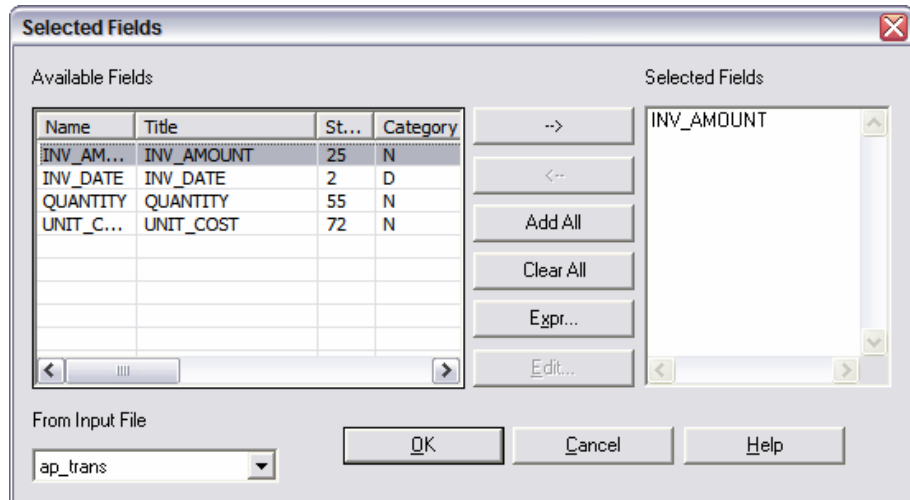 Selected Fields
Available Fields
Selected Fields
Name Title St... Category
INV_AM... INV_AMOUNT 25 N
INV_DATE INV_DATE 2 D
QUANTITY QUANTITY 55 N
UNIT_C... UNIT_COST 72 N
-->
<--
Add All
Clear All
Expr...
Edit...
INV_AMOUNT
From Input File
ap_trans
OK Cancel Help